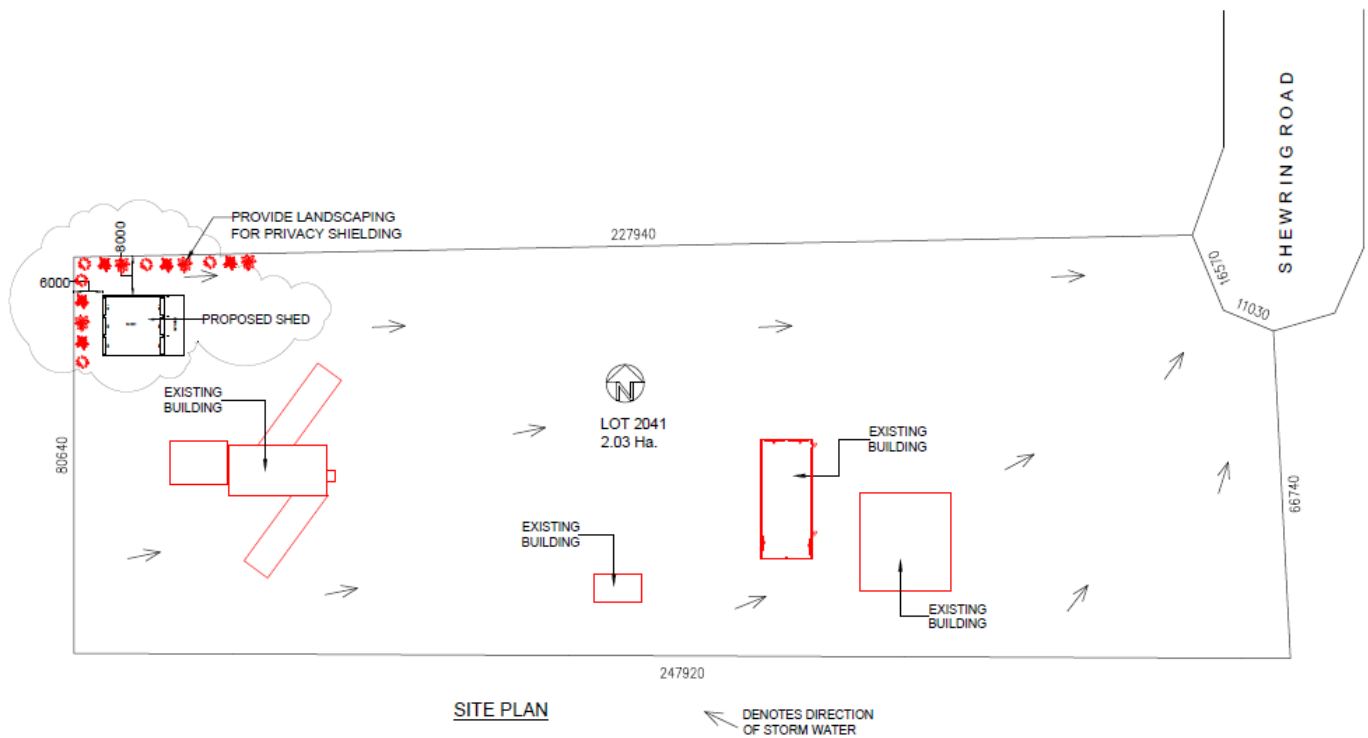 SHEWRING ROAD
PROVIDE LANDSCAPING
FOR PRIVACY SHIELDING
8000
227940
16570
11030
6000
PROPOSED SHED
EXISTING
BUILDING
N
LOT 2041
2.03 Ha.
EXISTING
BUILDING
80640
66740
EXISTING
BUILDING
EXISTING
BUILDING
247920
SITE PLAN
DENOTES DIRECTION
OF STORM WATER